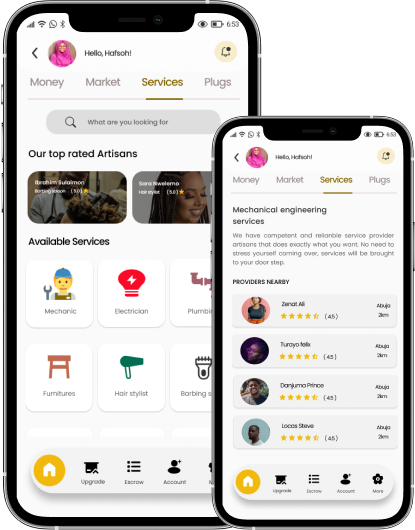 6:53
Hello, Hafsoh!
Money Market Services Plugs
What are you looking for
Our top rated Artisans
Ibrahim Sulaimon
Barbing saloon (5.0)
Sara Nwelemo
Hair stylist (5.0)
Available Services
Mechanic Electrician Plumbin
Furnitures Hair stylist Barbing s
Upgrade Escrow Account M
6:53
Hello, Hafsoh!
Money Market Services Plugs
Mechanical engineering
services
We have competent and reliable service provider
artisans that does exactly what you want. No need to
stress yourself coming over, services will be brought
to your door step.
PROVIDERS NEARBY
Zenat Ali Abuja
(4.5) 2km
Turayo felix Abuja
(4.5) 2km
Danjuma Prince Abuja
(4.5) 2km
Locas Steve Abuja
(4.5) 2km
Upgrade Escrow Account More